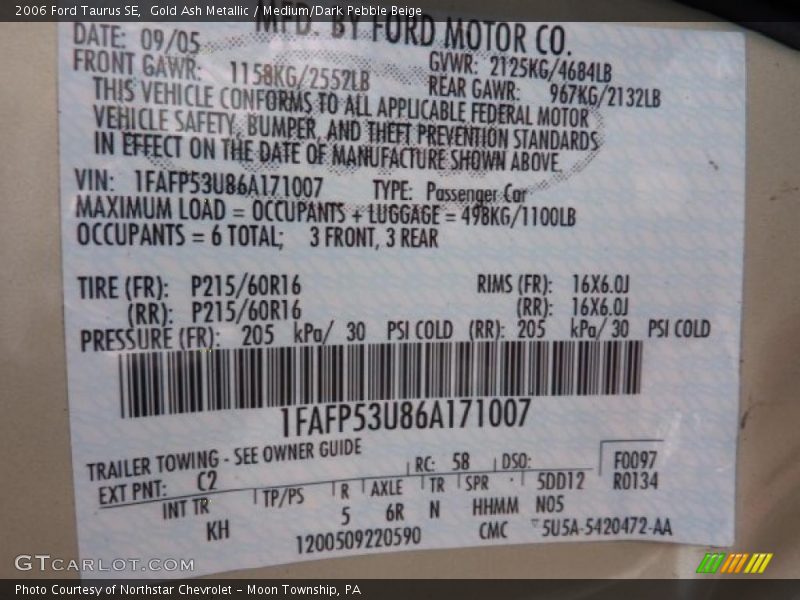 2006 Ford Taurus SE, Gold Ash Metallic / Medium/Dark Pebble Beige
MFD. BY FORD MOTOR CO.
DATE: 09/05 GVWR: 2125KG/4684LB
FRONT GAWR: 1158KG/2552LB REAR GAWR: 967KG/2132LB
THIS VEHICLE CONFORMS TO ALL APPLICABLE FEDERAL MOTOR
VEHICLE SAFETY, BUMPER, AND THEFT PREVENTION STANDARDS
IN EFFECT ON THE DATE OF MANUFACTURE SHOWN ABOVE.
VIN: 1FAFP53U86A171007 TYPE: Passenger Car
MAXIMUM LOAD = OCCUPANTS + LUGGAGE = 498KG/1100LB
OCCUPANTS = 6 TOTAL; 3 FRONT, 3 REAR
TIRE (FR): P215/60R16 RIMS (FR): 16X6.0J
(RR): P215/60R16 (RR): 16X6.0J
PRESSURE (FR): 205 kPa/ 30 PSI COLD (RR): 205 kPa/ 30 PSI COLD
1FAFP53U86A171007
TRAILER TOWING - SEE OWNER GUIDE
EXT PNT: C2 RC: 58 DSO: F0097
INT TR TP/PS R AXLE TR SPR 5DD12 R0134
KH 5 6R N HHMM N05
1200509220590 CMC 5U5A-5420472-AA
GTCARLOT.COM
Photo Courtesy of Northstar Chevrolet - Moon Township, PA